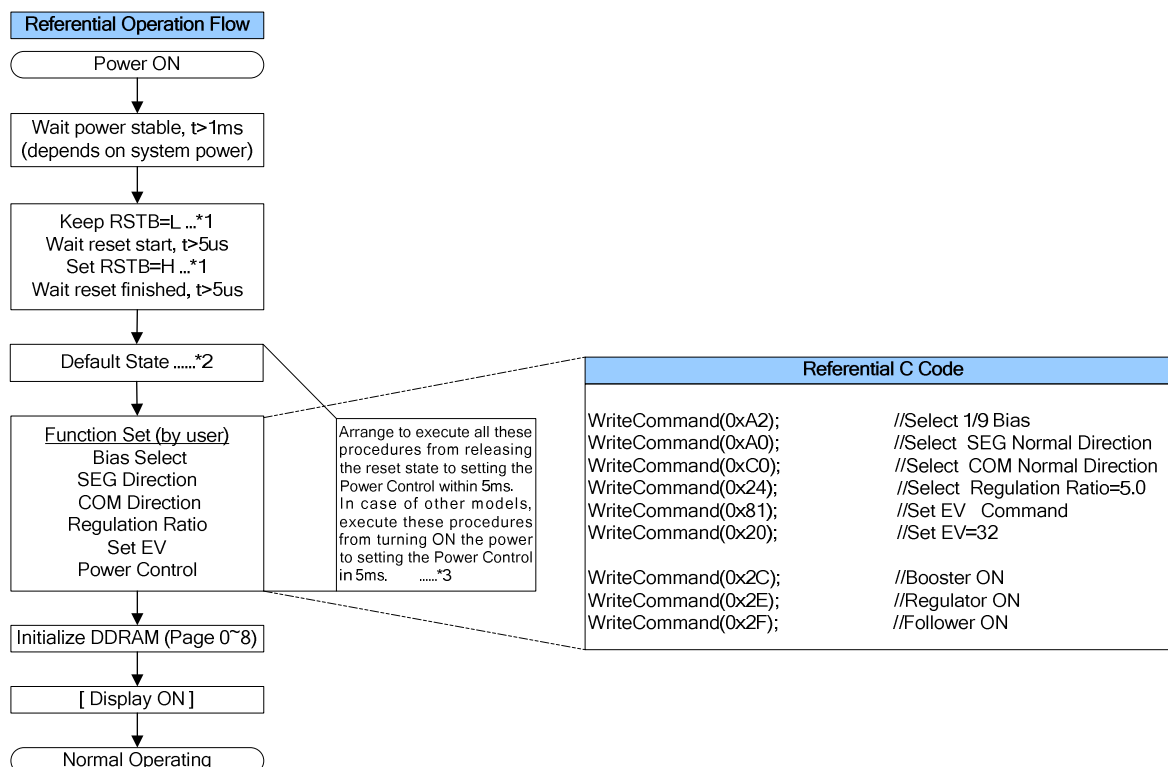 Referential Operation Flow
Power ON
Wait power stable, t>1ms
(depends on system power)
Keep RSTB=L ...*1
Wait reset start, t>5us
Set RSTB=H ...*1
Wait reset finished, t>5us
Default State ......*2
Function Set (by user)
Bias Select
SEG Direction
COM Direction
Regulation Ratio
Set EV
Power Control
Arrange to execute all these
procedures from releasing
the reset state to setting the
Power Control within 5ms.
In case of other models,
execute these procedures
from turning ON the power
to setting the Power Control
in 5ms. ......*3
Initialize DDRAM (Page 0~8)
[ Display ON ]
Normal Operating
Referential C Code
WriteCommand(0xA2); //Select 1/9 Bias
WriteCommand(0xA0); //Select SEG Normal Direction
WriteCommand(0xC0); //Select COM Normal Direction
WriteCommand(0x24); //Select Regulation Ratio=5.0
WriteCommand(0x81); //Set EV Command
WriteCommand(0x20); //Set EV=32
WriteCommand(0x2C); //Booster ON
WriteCommand(0x2E); //Regulator ON
WriteCommand(0x2F); //Follower ON